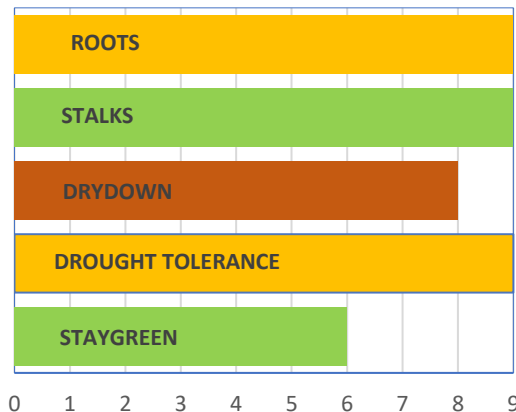 ROOTS
STALKS
DRYDOWN
DROUGHT TOLERANCE
STAYGREEN
0 1 2 3 4 5 6 7 8 9